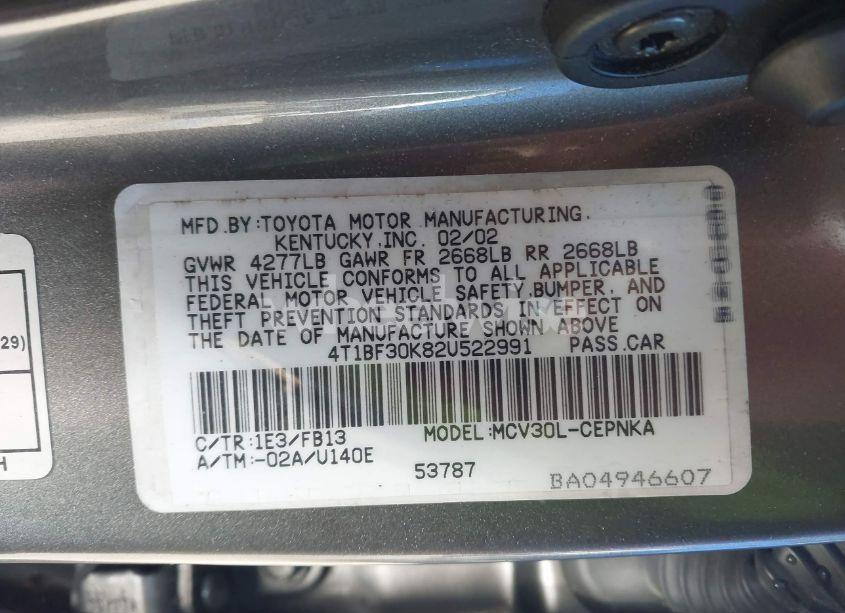 MFD.BY:TOYOTA MOTOR MANUFACTURING.
KENTUCKY,INC. 02/02
GVWR 4277LB GAWR FR 2668LB RR 2668LB
THIS VEHICLE CONFORMS TO ALL APPLICABLE
FEDERAL MOTOR VEHICLE SAFETY,BUMPER, AND
THEFT PREVENTION STANDARDS IN EFFECT ON
THE DATE OF MANUFACTURE SHOWN ABOVE
4T1BF30K82U522991 PASS.CAR
C/TR:1E3/FB13 MODEL:MCV30L-CEPNKA
A/TM:-02A/U140E
53787
BA04946607
29)
H